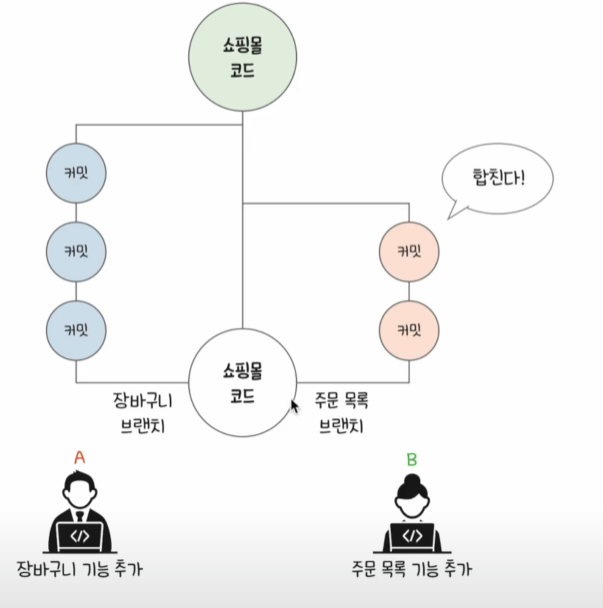 쇼핑몰
코드
커밋
합친다!
커밋
커밋
커밋
커밋
쇼핑몰
코드
장바구니
브랜치
주문 목록
브랜치
A
B
</>
</>
장바구니 기능 추가
주문 목록 기능 추가